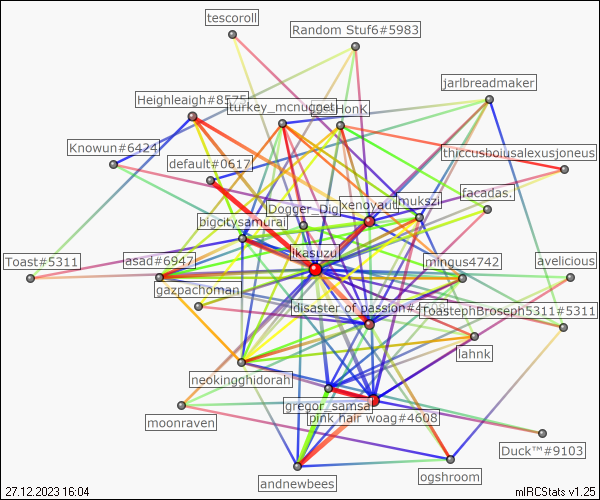 tescoroll
Random Stuf6#5983
jarlbreadmaker
Heighleigh#8575
turkey_mcnugget
HonK
Knowun#6424
thiccusboiusalexusjoneus
default#0617
facadas.
mukszi
xenoyaut
Dogger_Dig
bigcitysamurai
ikasuzu
Toast#5311
asad#6947
mingus4742
avelicious
gazpachoman
disaster of passion#4
ToastephBroseph5311#5311
lahnk
neokingghidorah
gregor_samsa
pink hair woag#4608
moonraven
Duck™#9103
andnewbees
ogshroom
27.12.2023 16:04
mIRCStats v1.25